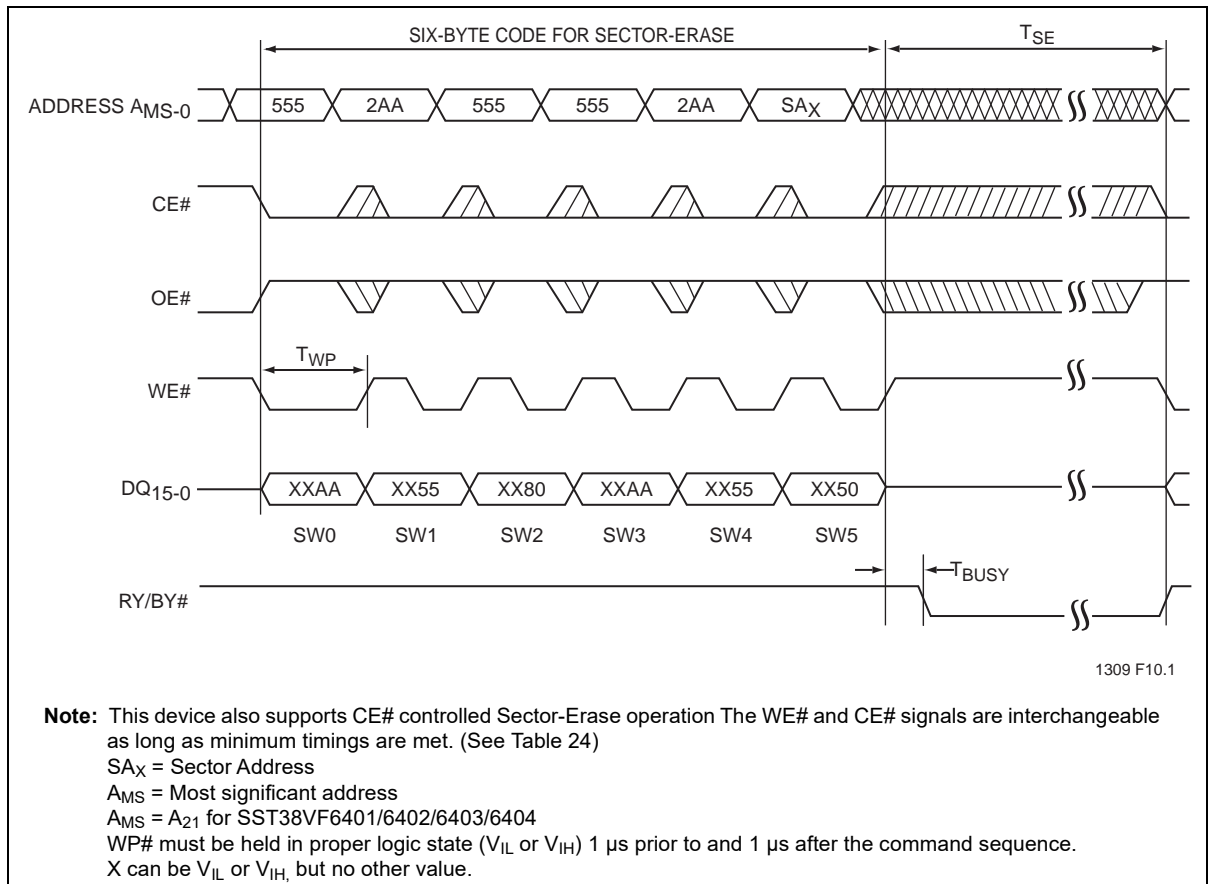 SIX-BYTE CODE FOR SECTOR-ERASE TSE
ADDRESS AMS-0 555 2AA 555 555 2AA SAX
CE#
OE#
TWP
WE#
DQ15-0 XXAA XX55 XX80 XXAA XX55 XX50
SW0 SW1 SW2 SW3 SW4 SW5
TBUSY
RY/BY#
1309 F10.1
Note: This device also supports CE# controlled Sector-Erase operation The WE# and CE# signals are interchangeable
as long as minimum timings are met. (See Table 24)
SAX = Sector Address
AMS = Most significant address
AMS = A21 for SST38VF6401/6402/6403/6404
WP# must be held in proper logic state (VIL or VIH) 1 µs prior to and 1 µs after the command sequence.
X can be VIL or VIH, but no other value.